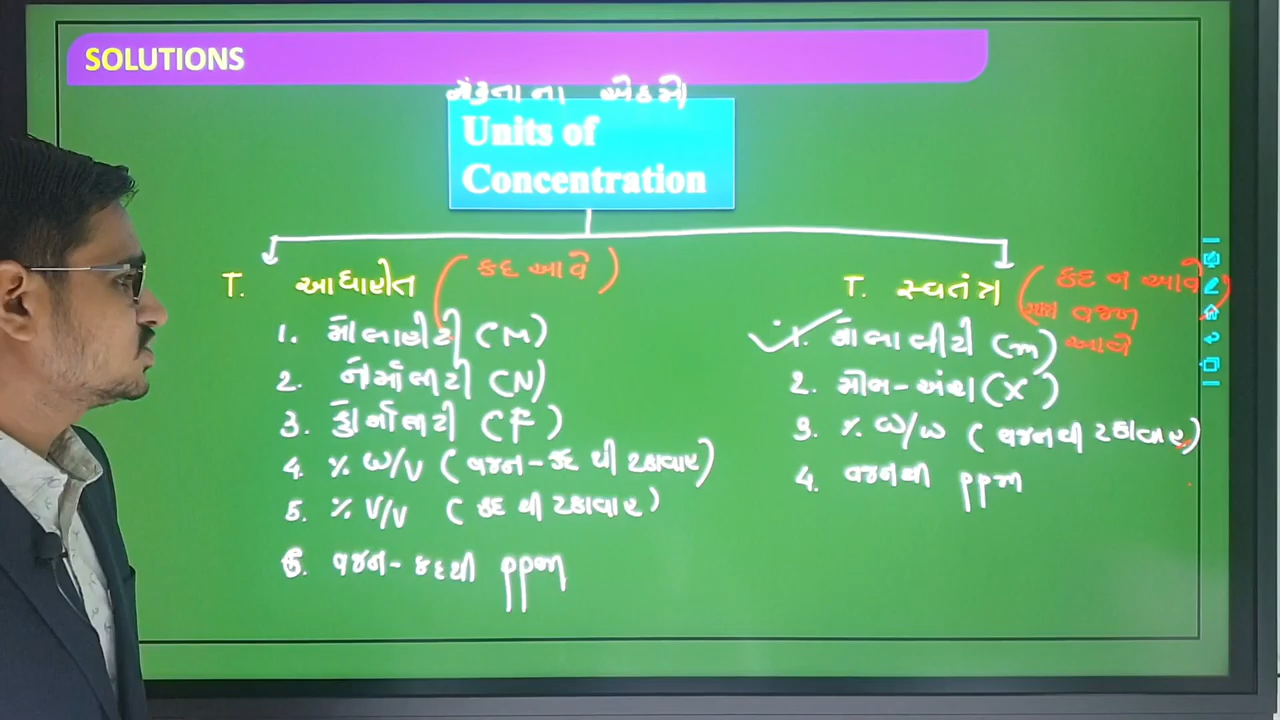 SOLUTIONS
સાંદ્રતાના એકમો
Units of
Concentration
T. આધારીત (કદ આવે)
1. મોલારીટી (M)
2. નોર્માલીટી (N)
3. ફોર્માલીટી (F)
4. % W/V (વજન-કદ થી ટકાવાર)
5. % V/V (કદ થી ટકાવાર)
6. વજન-કદથી ppm
T. સ્વતંત્ર (કદ ન આવે
માત્ર વજન
આવે)
1. મોલાલીટી (m)
2. મોલ-અંશ (X)
3. % W/W (વજનથી ટકાવાર)
4. વજનથી ppm